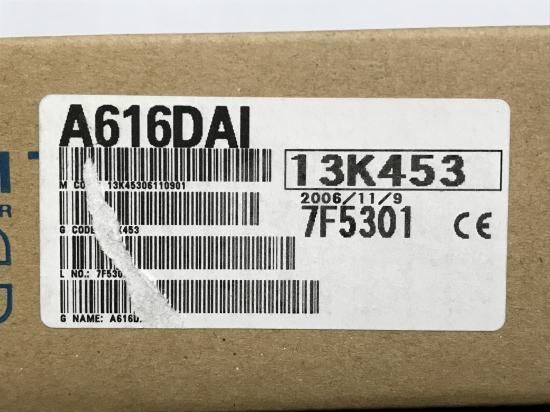 A616DAI
13K453
M CO 13K45306110901
2006/11/9
7F5301 CE
G CODE K453
L NO.: 7F530
G NAME: A616D